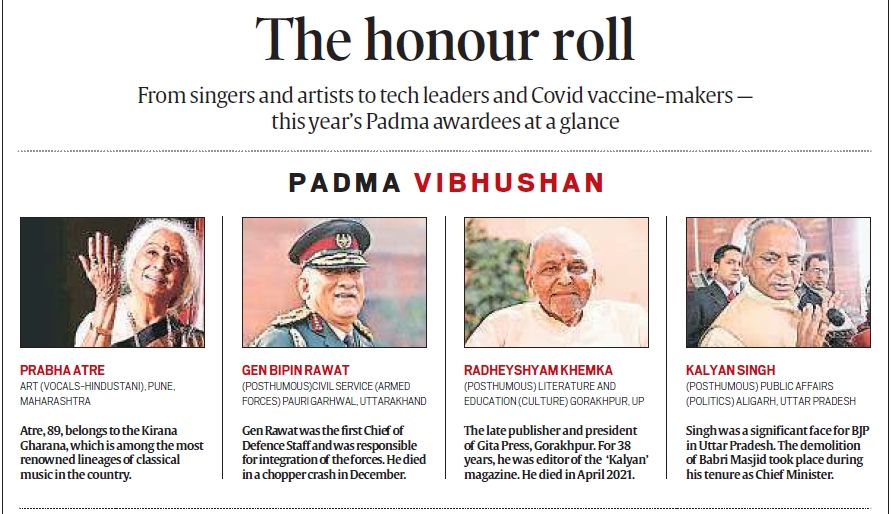 The honour roll
From singers and artists to tech leaders and Covid vaccine-makers —
this year's Padma awardees at a glance
PADMA VIBHUSHAN
PRABHA ATRE
ART (VOCALS-HINDUSTANI), PUNE,
MAHARASHTRA
Atre, 89, belongs to the Kirana
Gharana, which is among the most
renowned lineages of classical
music in the country.
GEN BIPIN RAWAT
(POSTHUMOUS)CIVIL SERVICE (ARMED
FORCES) PAURI GARHWAL, UTTARAKHAND
Gen Rawat was the first Chief of
Defence Staff and was responsible
for integration of the forces. He died
in a chopper crash in December.
RADHEYSHYAM KHEMKA
(POSTHUMOUS) LITERATURE AND
EDUCATION (CULTURE) GORAKHPUR, UP
The late publisher and president
of Gita Press, Gorakhpur. For 38
years, he was editor of the 'Kalyan'
magazine. He died in April 2021.
KALYAN SINGH
(POSTHUMOUS) PUBLIC AFFAIRS
(POLITICS) ALIGARH, UTTAR PRADESH
Singh was a significant face for BJP
in Uttar Pradesh. The demolition
of Babri Masjid took place during
his tenure as Chief Minister.